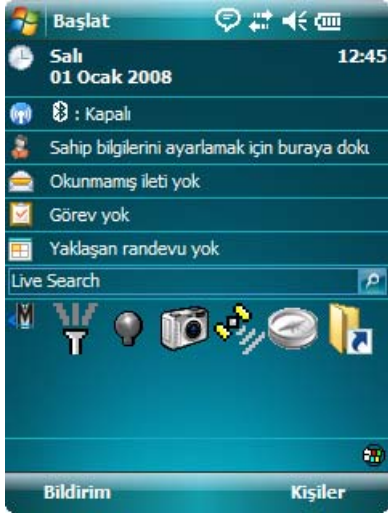 Başlat
Salı 12:45
01 Ocak 2008
: Kapalı
Sahip bilgilerini ayarlamak için buraya doku
Okunmamış ileti yok
Görev yok
Yaklaşan randevu yok
Live Search
Bildirim Kişiler